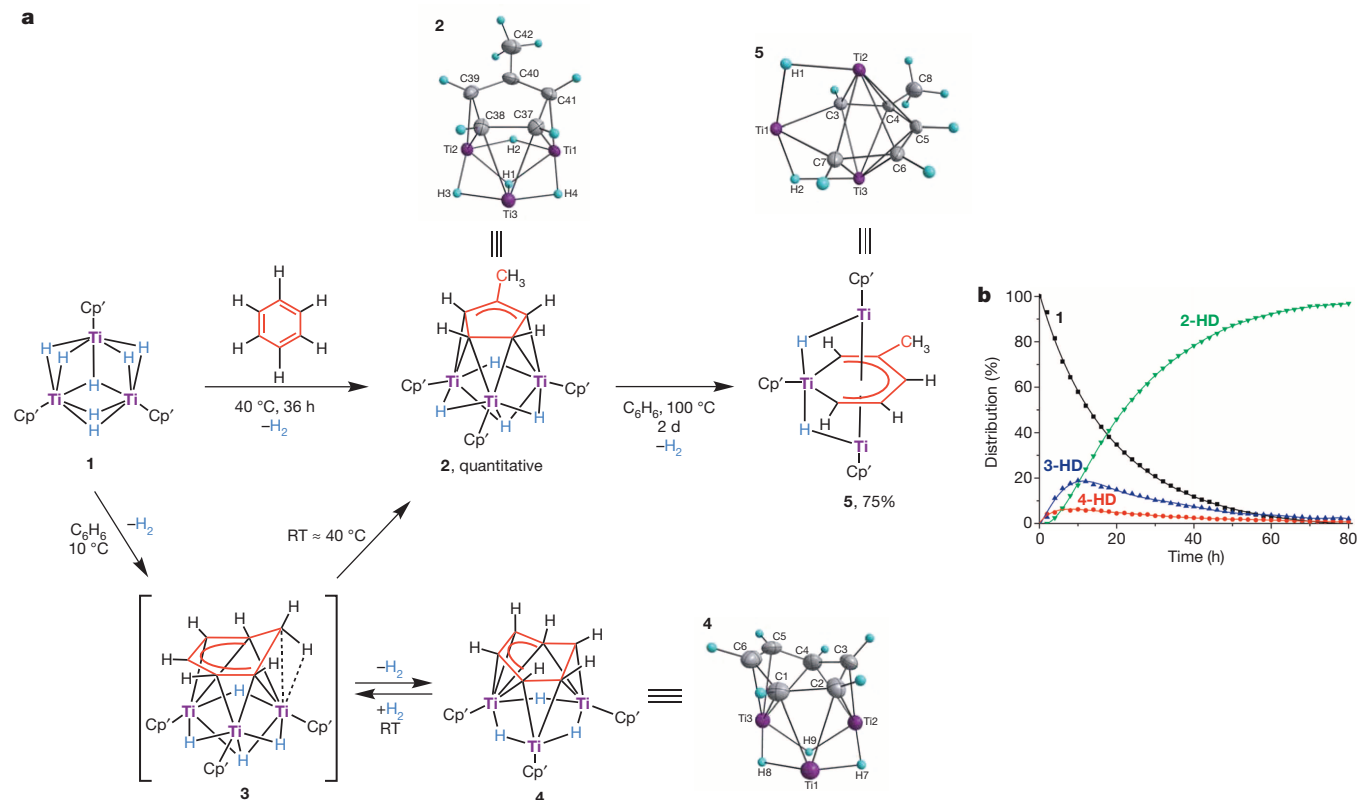 a
2
C42
C39
C40
C41
C38
C37
Ti2
H2
Ti1
H1
H3
H4
Ti3
5
H1
Ti2
C8
C3
C4
C5
Ti1
C7
C6
H2
Ti3
Cp′
Ti
H
H
H
H
H
H
H
Ti
Ti
Cp′
Cp′
1
H
H
H
H
H
H
40 °C, 36 h
–H2
CH3
H
H
H
H
H
Ti
Ti
Cp′
Cp′
Ti
H
H
H
Cp′
2, quantitative
C6H6, 100 °C
2 d
–H2
Cp′
Ti
H
H
CH3
Cp′
Ti
H
H
H
H
Ti
Cp′
5, 75%
b
100
80
60
40
20
0
Distribution (%)
1
2-HD
3-HD
4-HD
0
20
40
60
80
Time (h)
C6H6
10 °C
–H2
RT ≈ 40 °C
H
H
H
H
H
H
H
H
Ti
Ti
Cp′
Cp′
Ti
H
H
H
Cp′
3
–H2
+H2
RT
H
H
H
H
H
H
Ti
H
Ti
Cp′
Cp′
H
H
Ti
Cp′
4
4
C6
C5
C4
C3
C1
C2
Ti3
Ti2
H9
H8
H7
Ti1